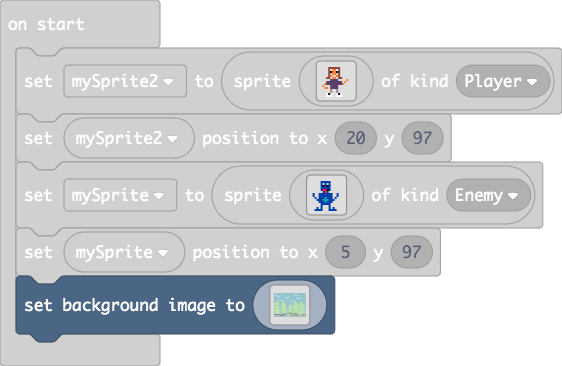 on start
set mySprite2 to sprite of kind Player
set mySprite2 position to x 20 y 97
set mySprite to sprite of kind Enemy
set mySprite position to x 5 y 97
set background image to